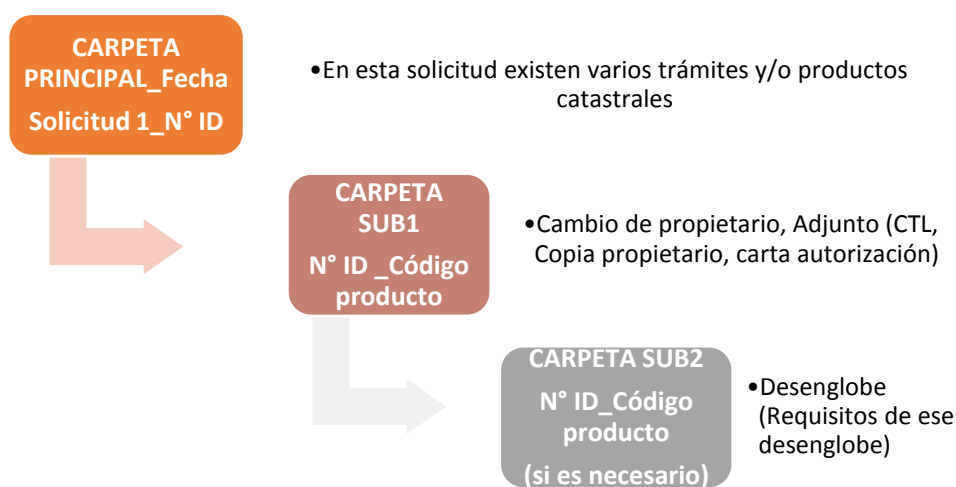 CARPETA
PRINCIPAL_Fecha
Solicitud 1_N° ID
•En esta solicitud existen varios trámites y/o productos
catastrales
CARPETA
SUB1
N° ID _Código
producto
•Cambio de propietario, Adjunto (CTL,
Copia propietario, carta autorización)
CARPETA SUB2
N° ID_Código
producto
(si es necesario)
•Desenglobe
(Requisitos de ese
desenglobe)